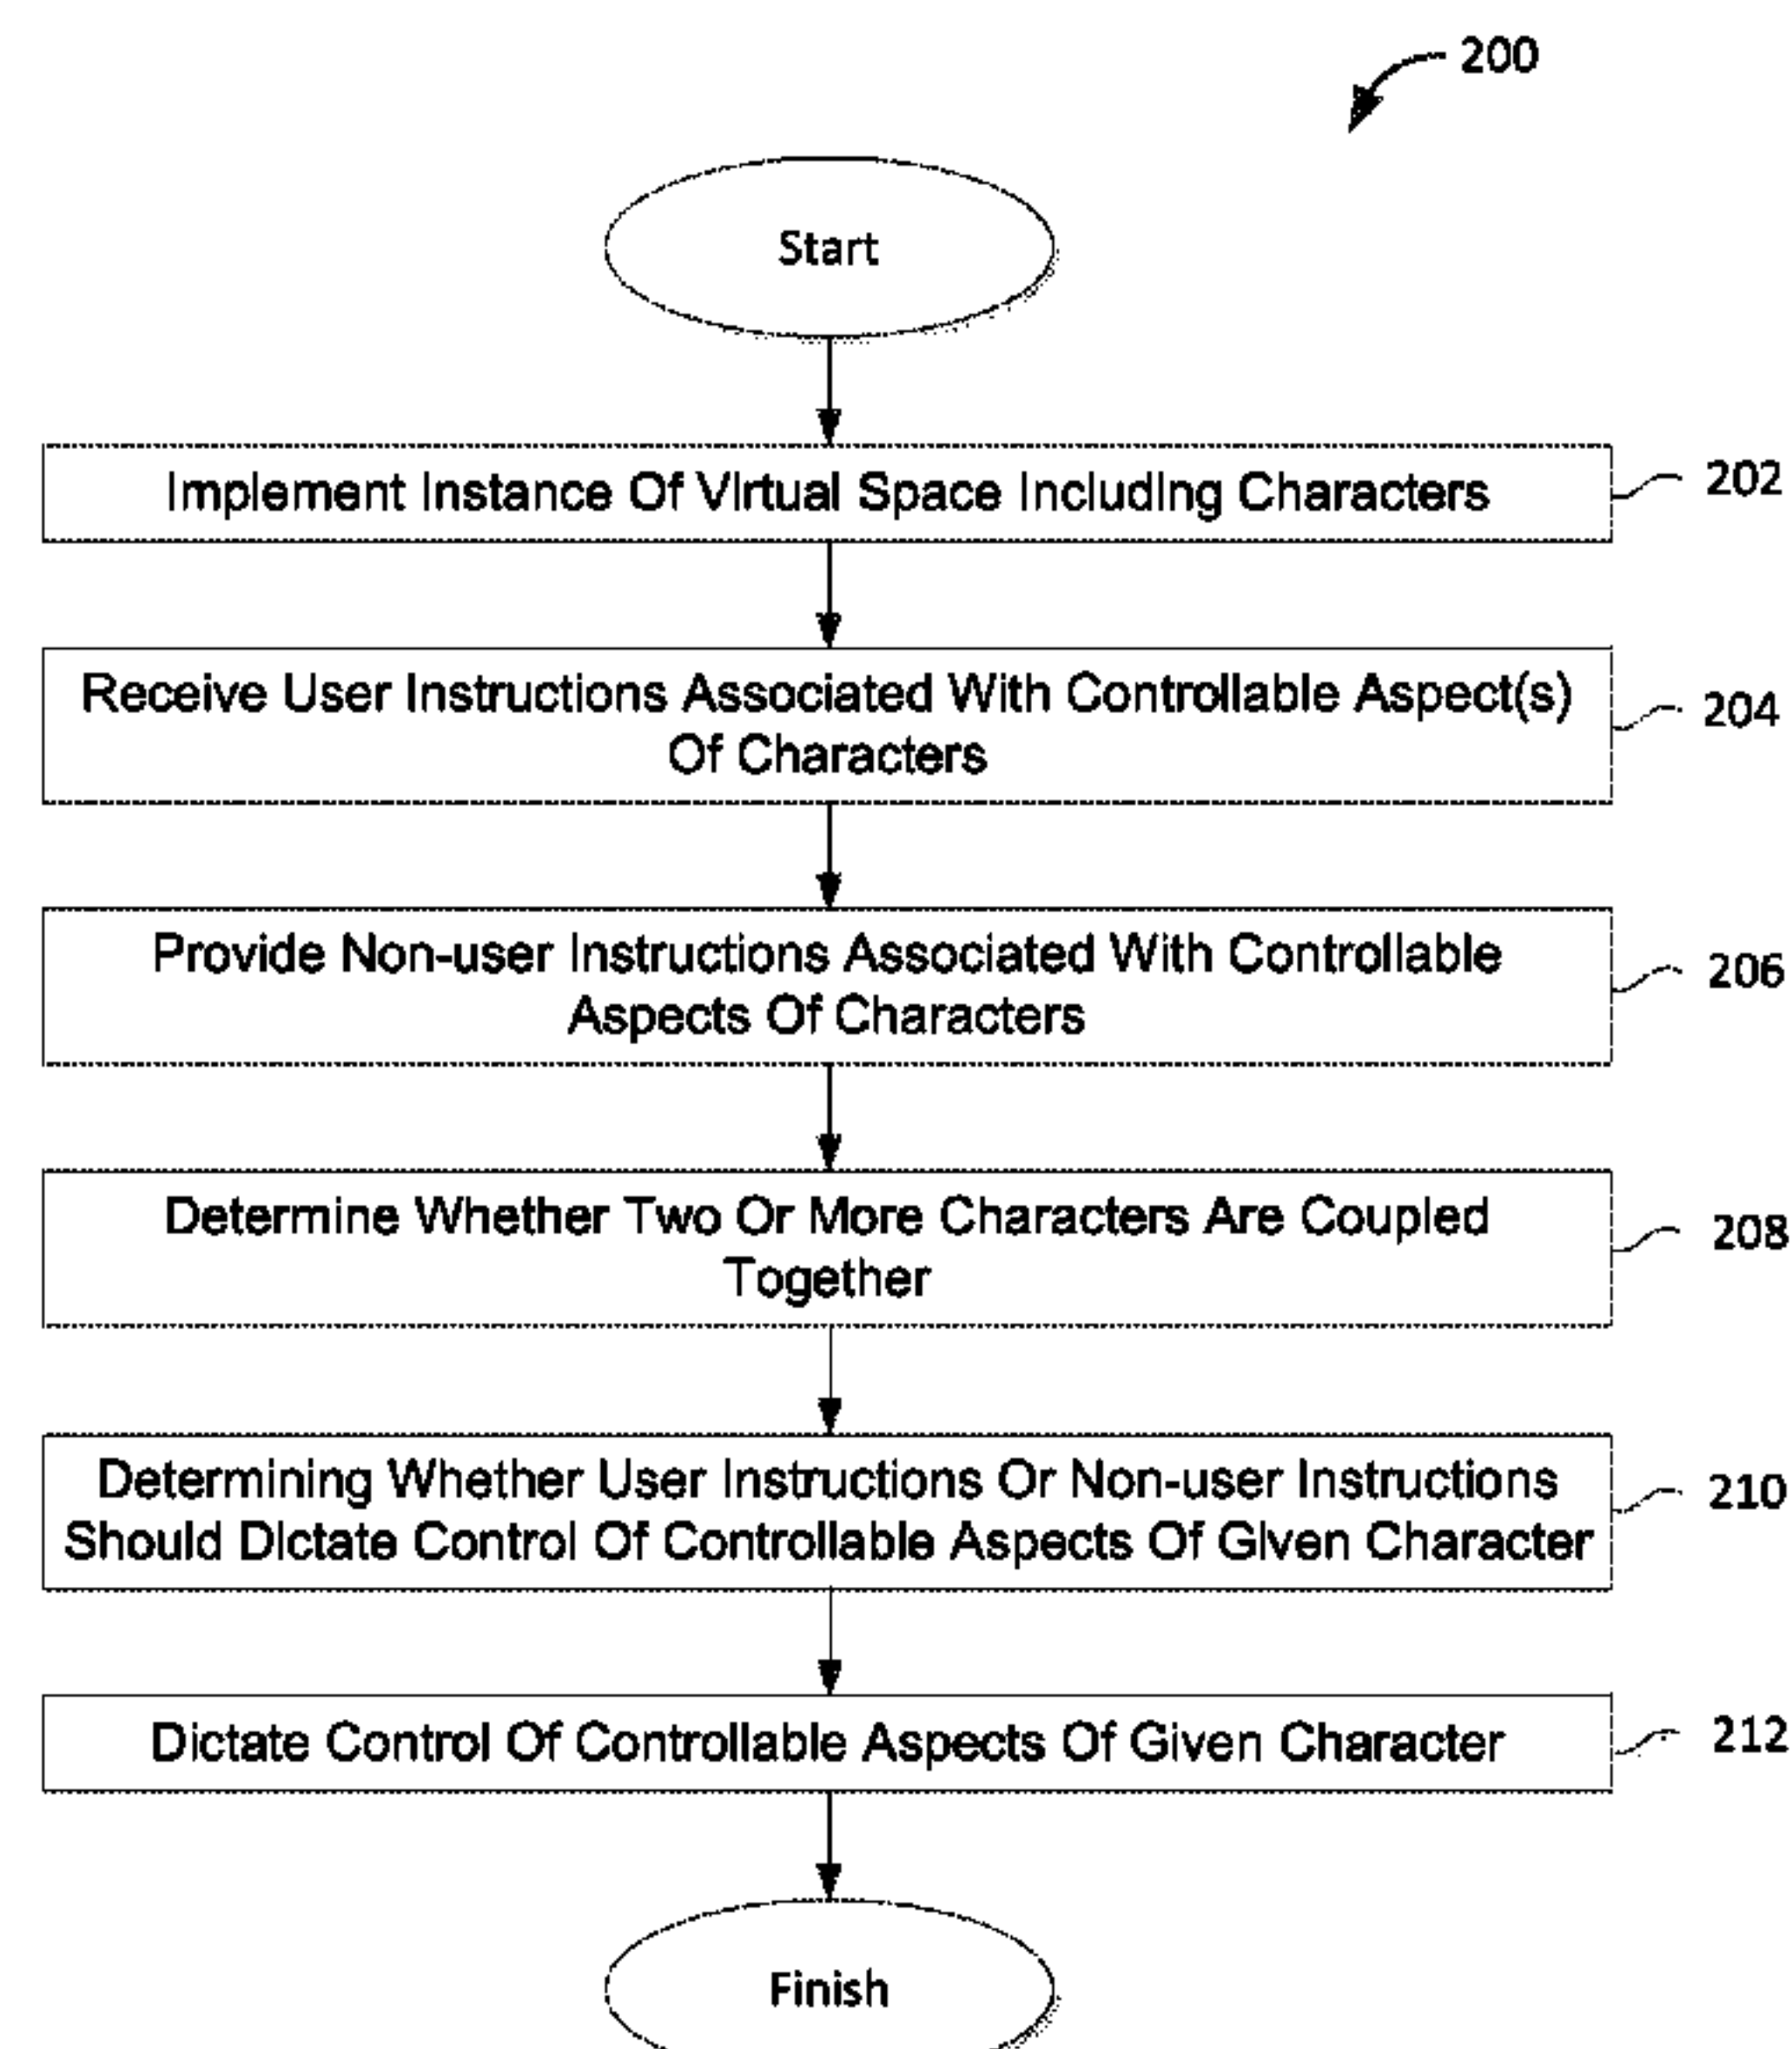 200
Start
Implement Instance Of Virtual Space Including Characters
202
Receive User Instructions Associated With Controllable Aspect(s)
Of Characters
204
Provide Non-user Instructions Associated With Controllable
Aspects Of Characters
206
Determine Whether Two Or More Characters Are Coupled
Together
208
Determining Whether User Instructions Or Non-user Instructions
Should Dictate Control Of Controllable Aspects Of Given Character
210
Dictate Control Of Controllable Aspects Of Given Character
212
Finish